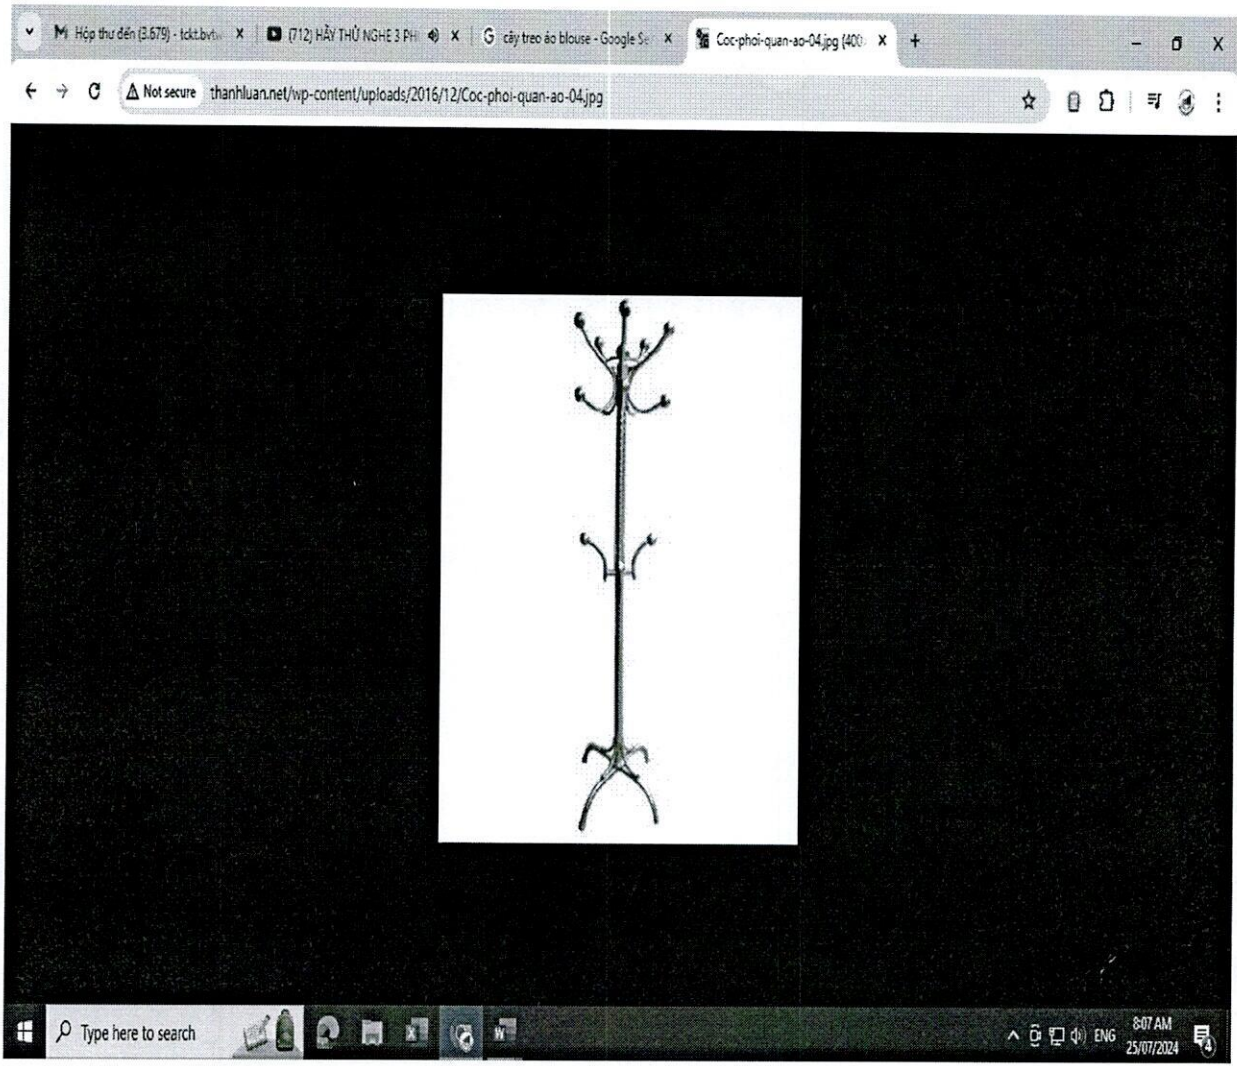 Hộp thư đến (3.679) - tckt.bvt
(712) HÃY THỬ NGHE 3 PH
cây treo áo blouse - Google Se
Coc-phoi-quan-ao-04.jpg (400
Not secure thanhluan.net/wp-content/uploads/2016/12/Coc-phoi-quan-ao-04.jpg
Type here to search
ENG
8:07 AM
25/07/2024
4